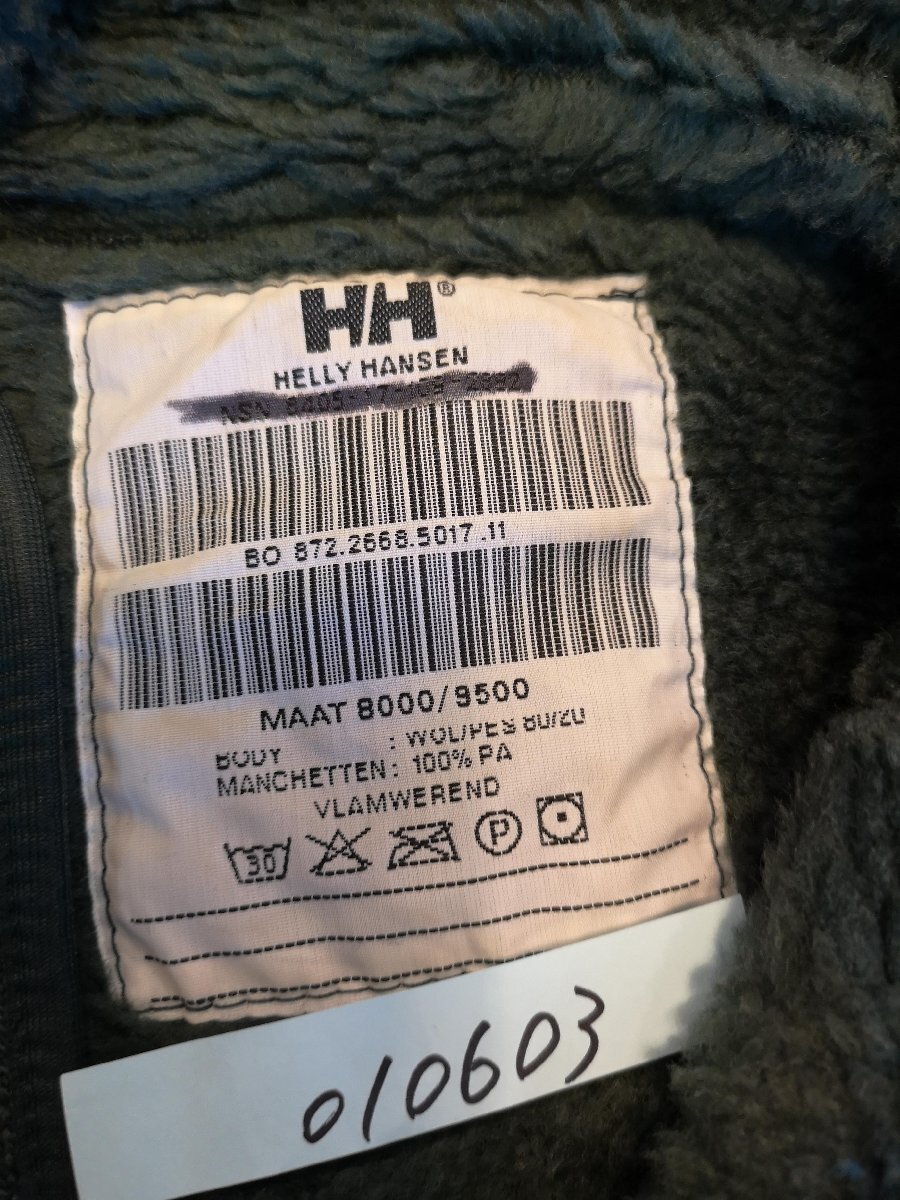 HH®
HELLY HANSEN
NSN
BO 872.2668.5017.11
MAAT 8000/9500
BODY : WOL/PES 80/20
MANCHETTEN : 100% PA
VLAMWEREND
30 P
010603